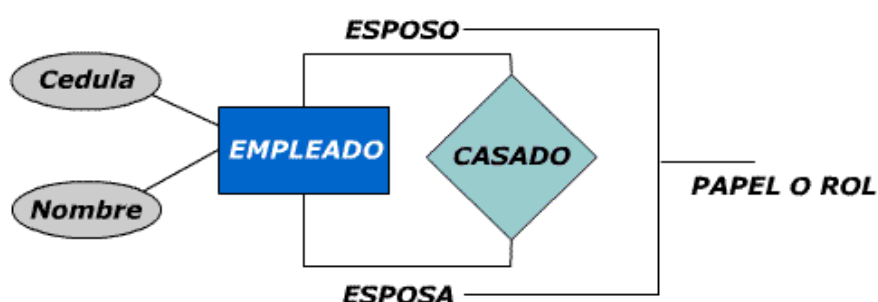 ESPOSO
Cedula
EMPLEADO
CASADO
PAPEL O ROL
Nombre
ESPOSA